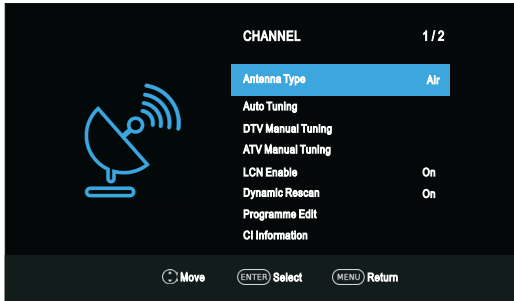 CHANNEL 1 / 2
Antenna Type Air
Auto Tuning
DTV Manual Tuning
ATV Manual Tuning
LCN Enable On
Dynamic Rescan On
Programme Edit
CI Information
Move ENTER Select MENU Return